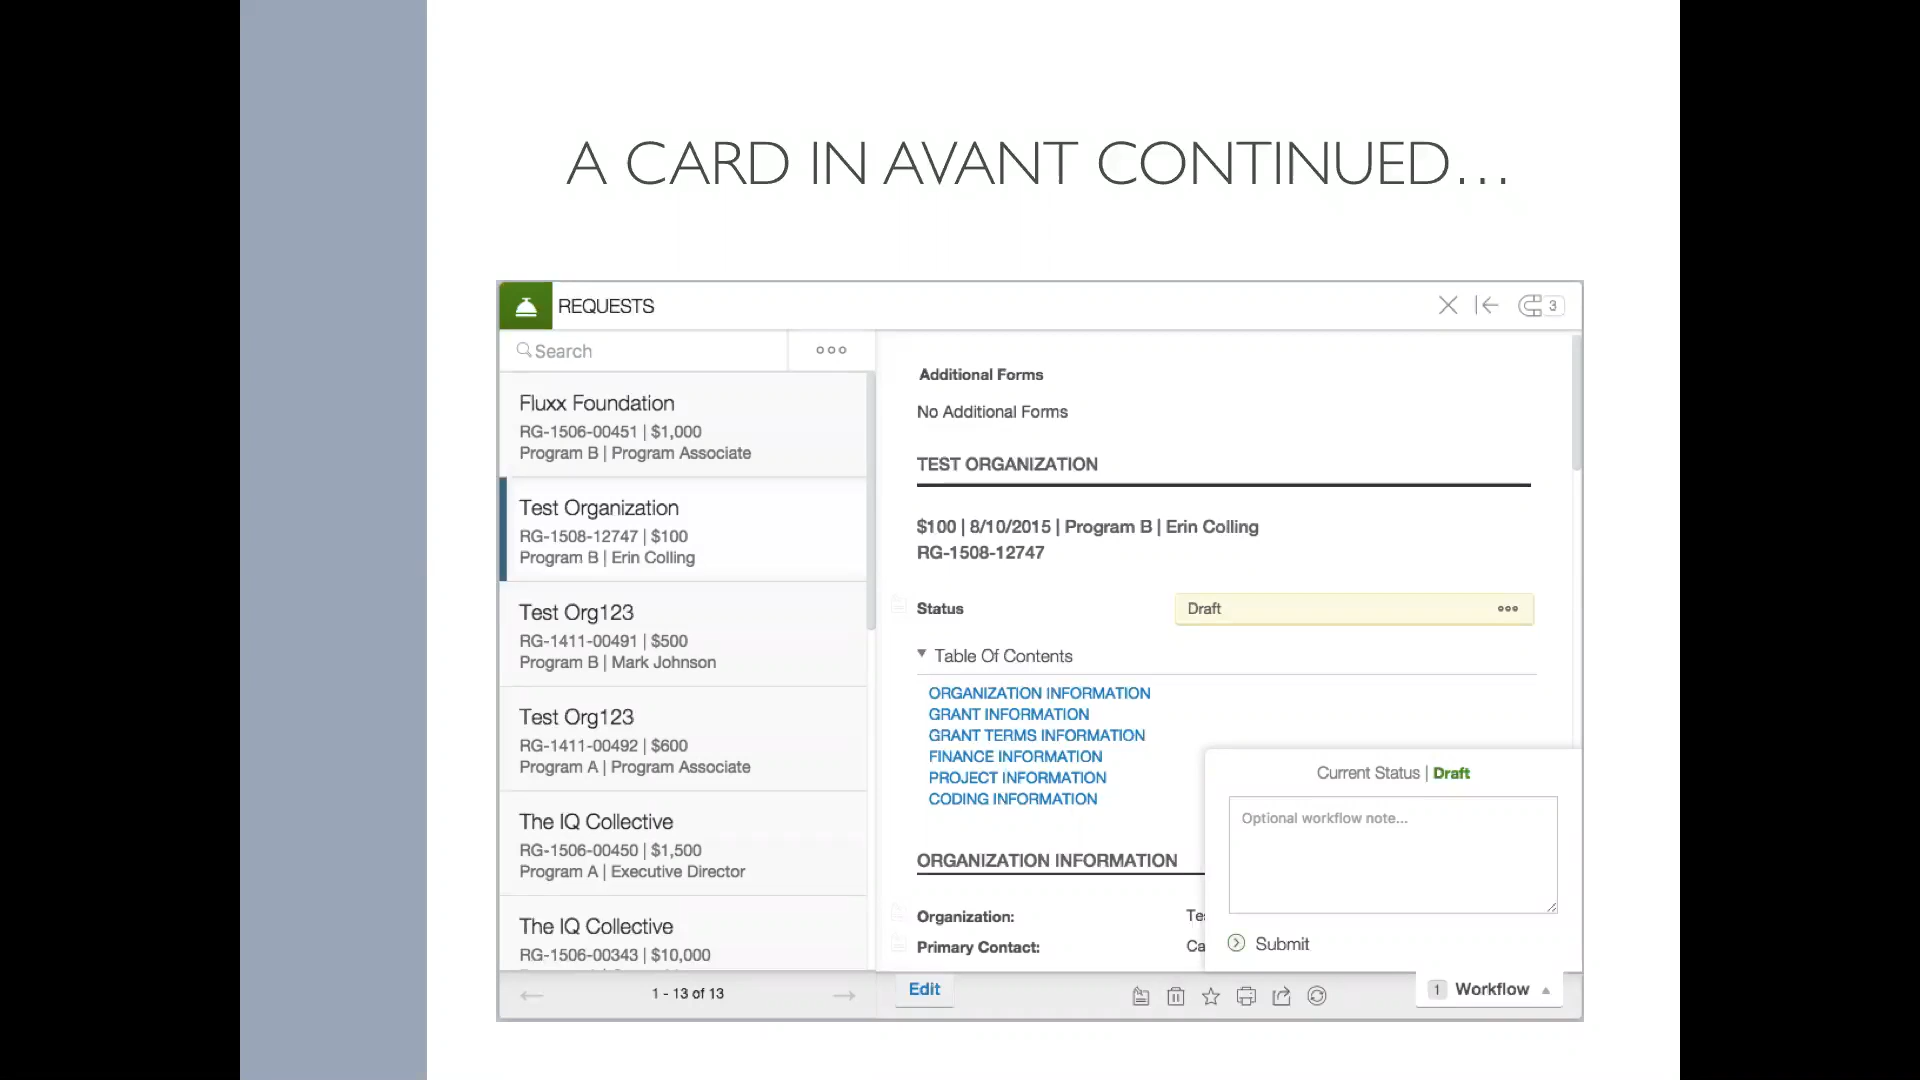 A CARD IN AVANT CONTINUED...
REQUESTS
3
Search
Fluxx Foundation
RG-1506-00451 | $1,000
Program B | Program Associate
Test Organization
RG-1508-12747 | $100
Program B | Erin Colling
Test Org123
RG-1411-00491 | $500
Program B | Mark Johnson
Test Org123
RG-1411-00492 | $600
Program A | Program Associate
The IQ Collective
RG-1506-00450 | $1,500
Program A | Executive Director
The IQ Collective
RG-1506-00343 | $10,000
1 - 13 of 13
Additional Forms
No Additional Forms
TEST ORGANIZATION
$100 | 8/10/2015 | Program B | Erin Colling
RG-1508-12747
Status
Draft
Table Of Contents
ORGANIZATION INFORMATION
GRANT INFORMATION
GRANT TERMS INFORMATION
FINANCE INFORMATION
PROJECT INFORMATION
CODING INFORMATION
ORGANIZATION INFORMATION
Organization:
Primary Contact:
Current Status | Draft
Optional workflow note...
Submit
Edit
1 Workflow